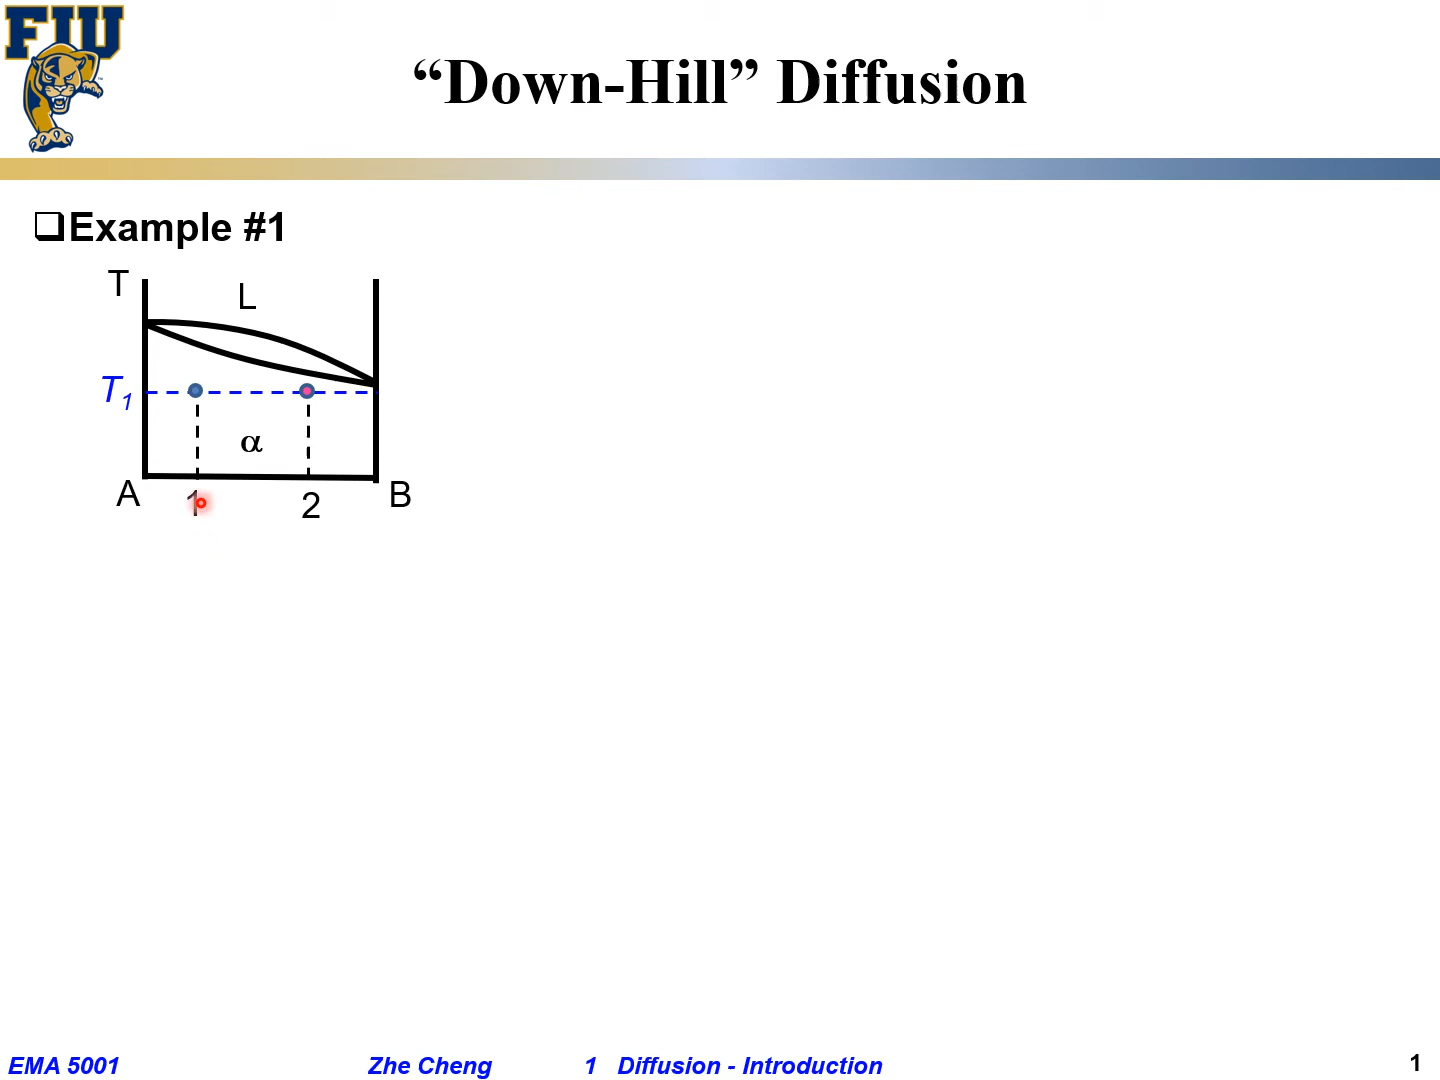 FIU
“Down-Hill” Diffusion
❑Example #1
T
L
T1
α
A
1
2
B
EMA 5001 Zhe Cheng 1 Diffusion - Introduction 1